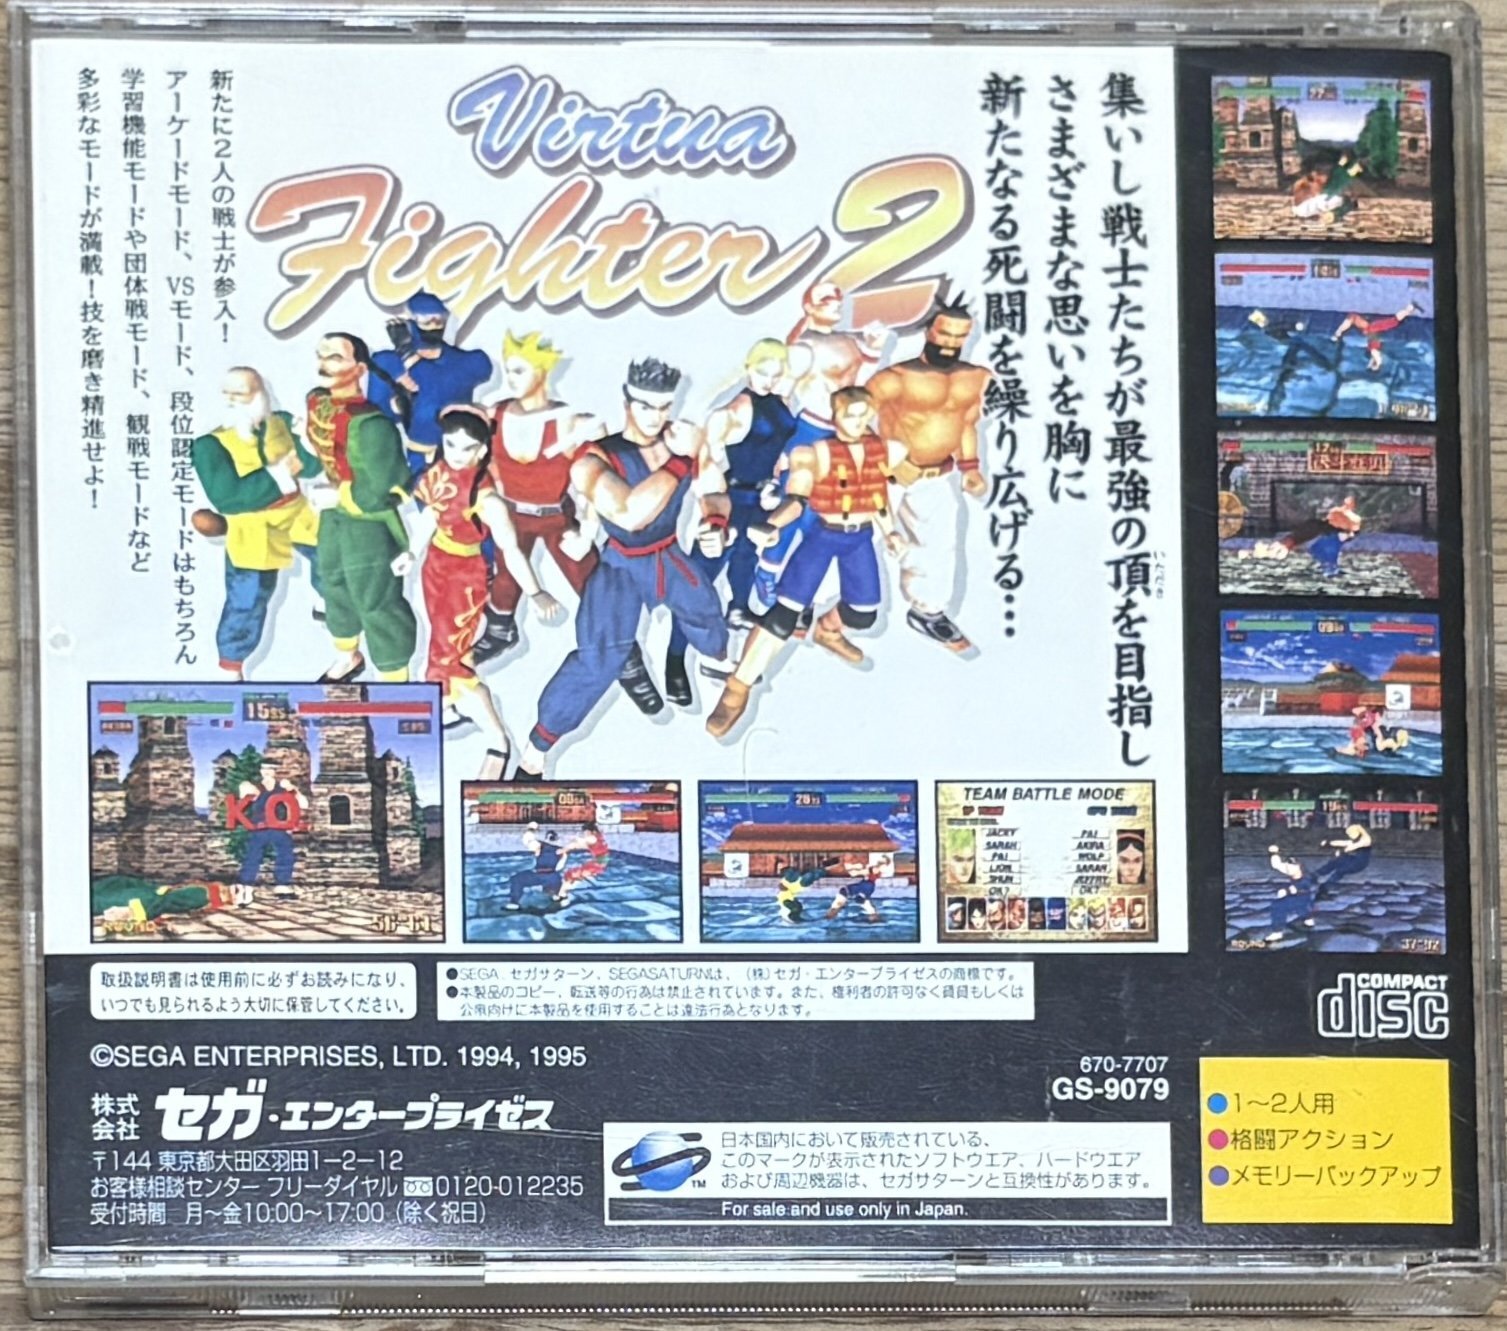 Virtua
Fighter 2
集いし戦士たちが最強の頂を目指し
いただき
さまざまな思いを胸に
新たなる死闘を繰り広げる…
新たに2人の戦士が参入!
アーケードモード、VSモード、段位認定モードはもちろん
学習機能モードや団体戦モード、観戦モードなど
多彩なモードが満載!技を磨き精進せよ!
KO
ROUND
TEAM BATTLE MODE
JACKY
SARAH
PAI
LION
SHUN
PAI
AKIRA
WOLF
SARAH
JEFFRY
ROUND
取扱説明書は使用前に必ずお読みになり、
いつでも見られるよう大切に保管してください。
●SEGA、セガサターン、SEGASATURNは、(株)セガ・エンタープライゼスの商標です。
●本製品のコピー、転送等の行為は禁止されています。また、権利者の許可なく賃貸もしくは
公衆向けに本製品を使用することは違法行為となります。
COMPACT
disc
©SEGA ENTERPRISES, LTD. 1994, 1995
株式会社 セガ・エンタープライゼス
〒144 東京都大田区羽田1-2-12
お客様相談センター フリーダイヤル 0120-012235
受付時間 月~金10:00~17:00(除く祝日)
670-7707
GS-9079
日本国内において販売されている、
このマークが表示されたソフトウエア、ハードウエア
および周辺機器は、セガサターンと互換性があります。
TM
For sale and use only in Japan.
●1~2人用
●格闘アクション
●メモリーバックアップ